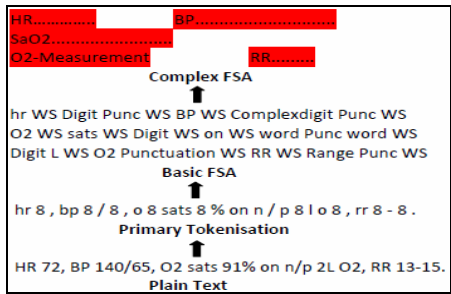 HR............... BP................................
SaO2............................
O2-Measurement RR..........
Complex FSA
hr WS Digit Punc WS BP WS Complexdigit Punc WS
O2 WS sats WS Digit WS on WS word Punc word WS
Digit L WS O2 Punctuation WS RR WS Range Punc WS
Basic FSA
hr 8 , bp 8 / 8 , o 8 sats 8 % on n / p 8 l o 8 , rr 8 - 8 .
Primary Tokenisation
HR 72, BP 140/65, O2 sats 91% on n/p 2L O2, RR 13-15.
Plain Text